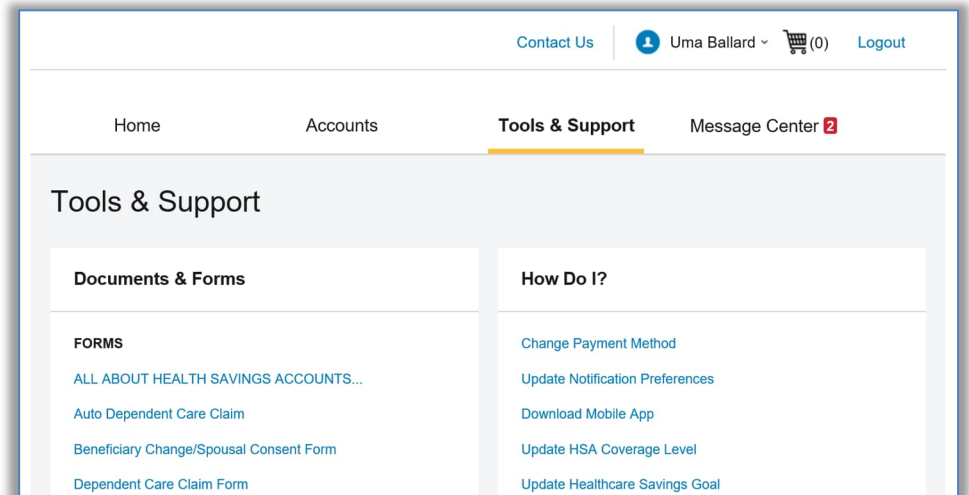 Contact Us Uma Ballard (0) Logout
Home Accounts Tools & Support Message Center 2
Tools & Support
Documents & Forms
FORMS
ALL ABOUT HEALTH SAVINGS ACCOUNTS...
Auto Dependent Care Claim
Beneficiary Change/Spousal Consent Form
Dependent Care Claim Form
How Do I?
Change Payment Method
Update Notification Preferences
Download Mobile App
Update HSA Coverage Level
Update Healthcare Savings Goal